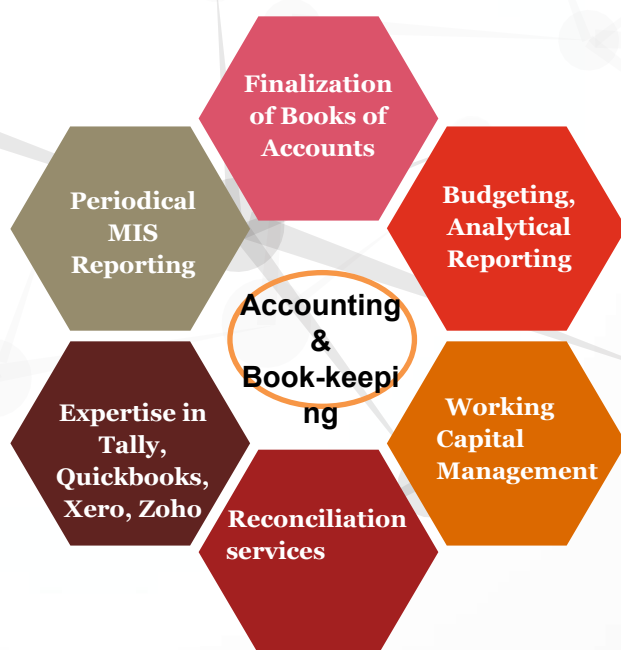 Finalization
of Books of
Accounts
Periodical
MIS
Reporting
Budgeting,
Analytical
Reporting
Accounting
&
Book-keepi
ng
Expertise in
Tally,
Quickbooks,
Xero, Zoho
Working
Capital
Management
Reconciliation
services